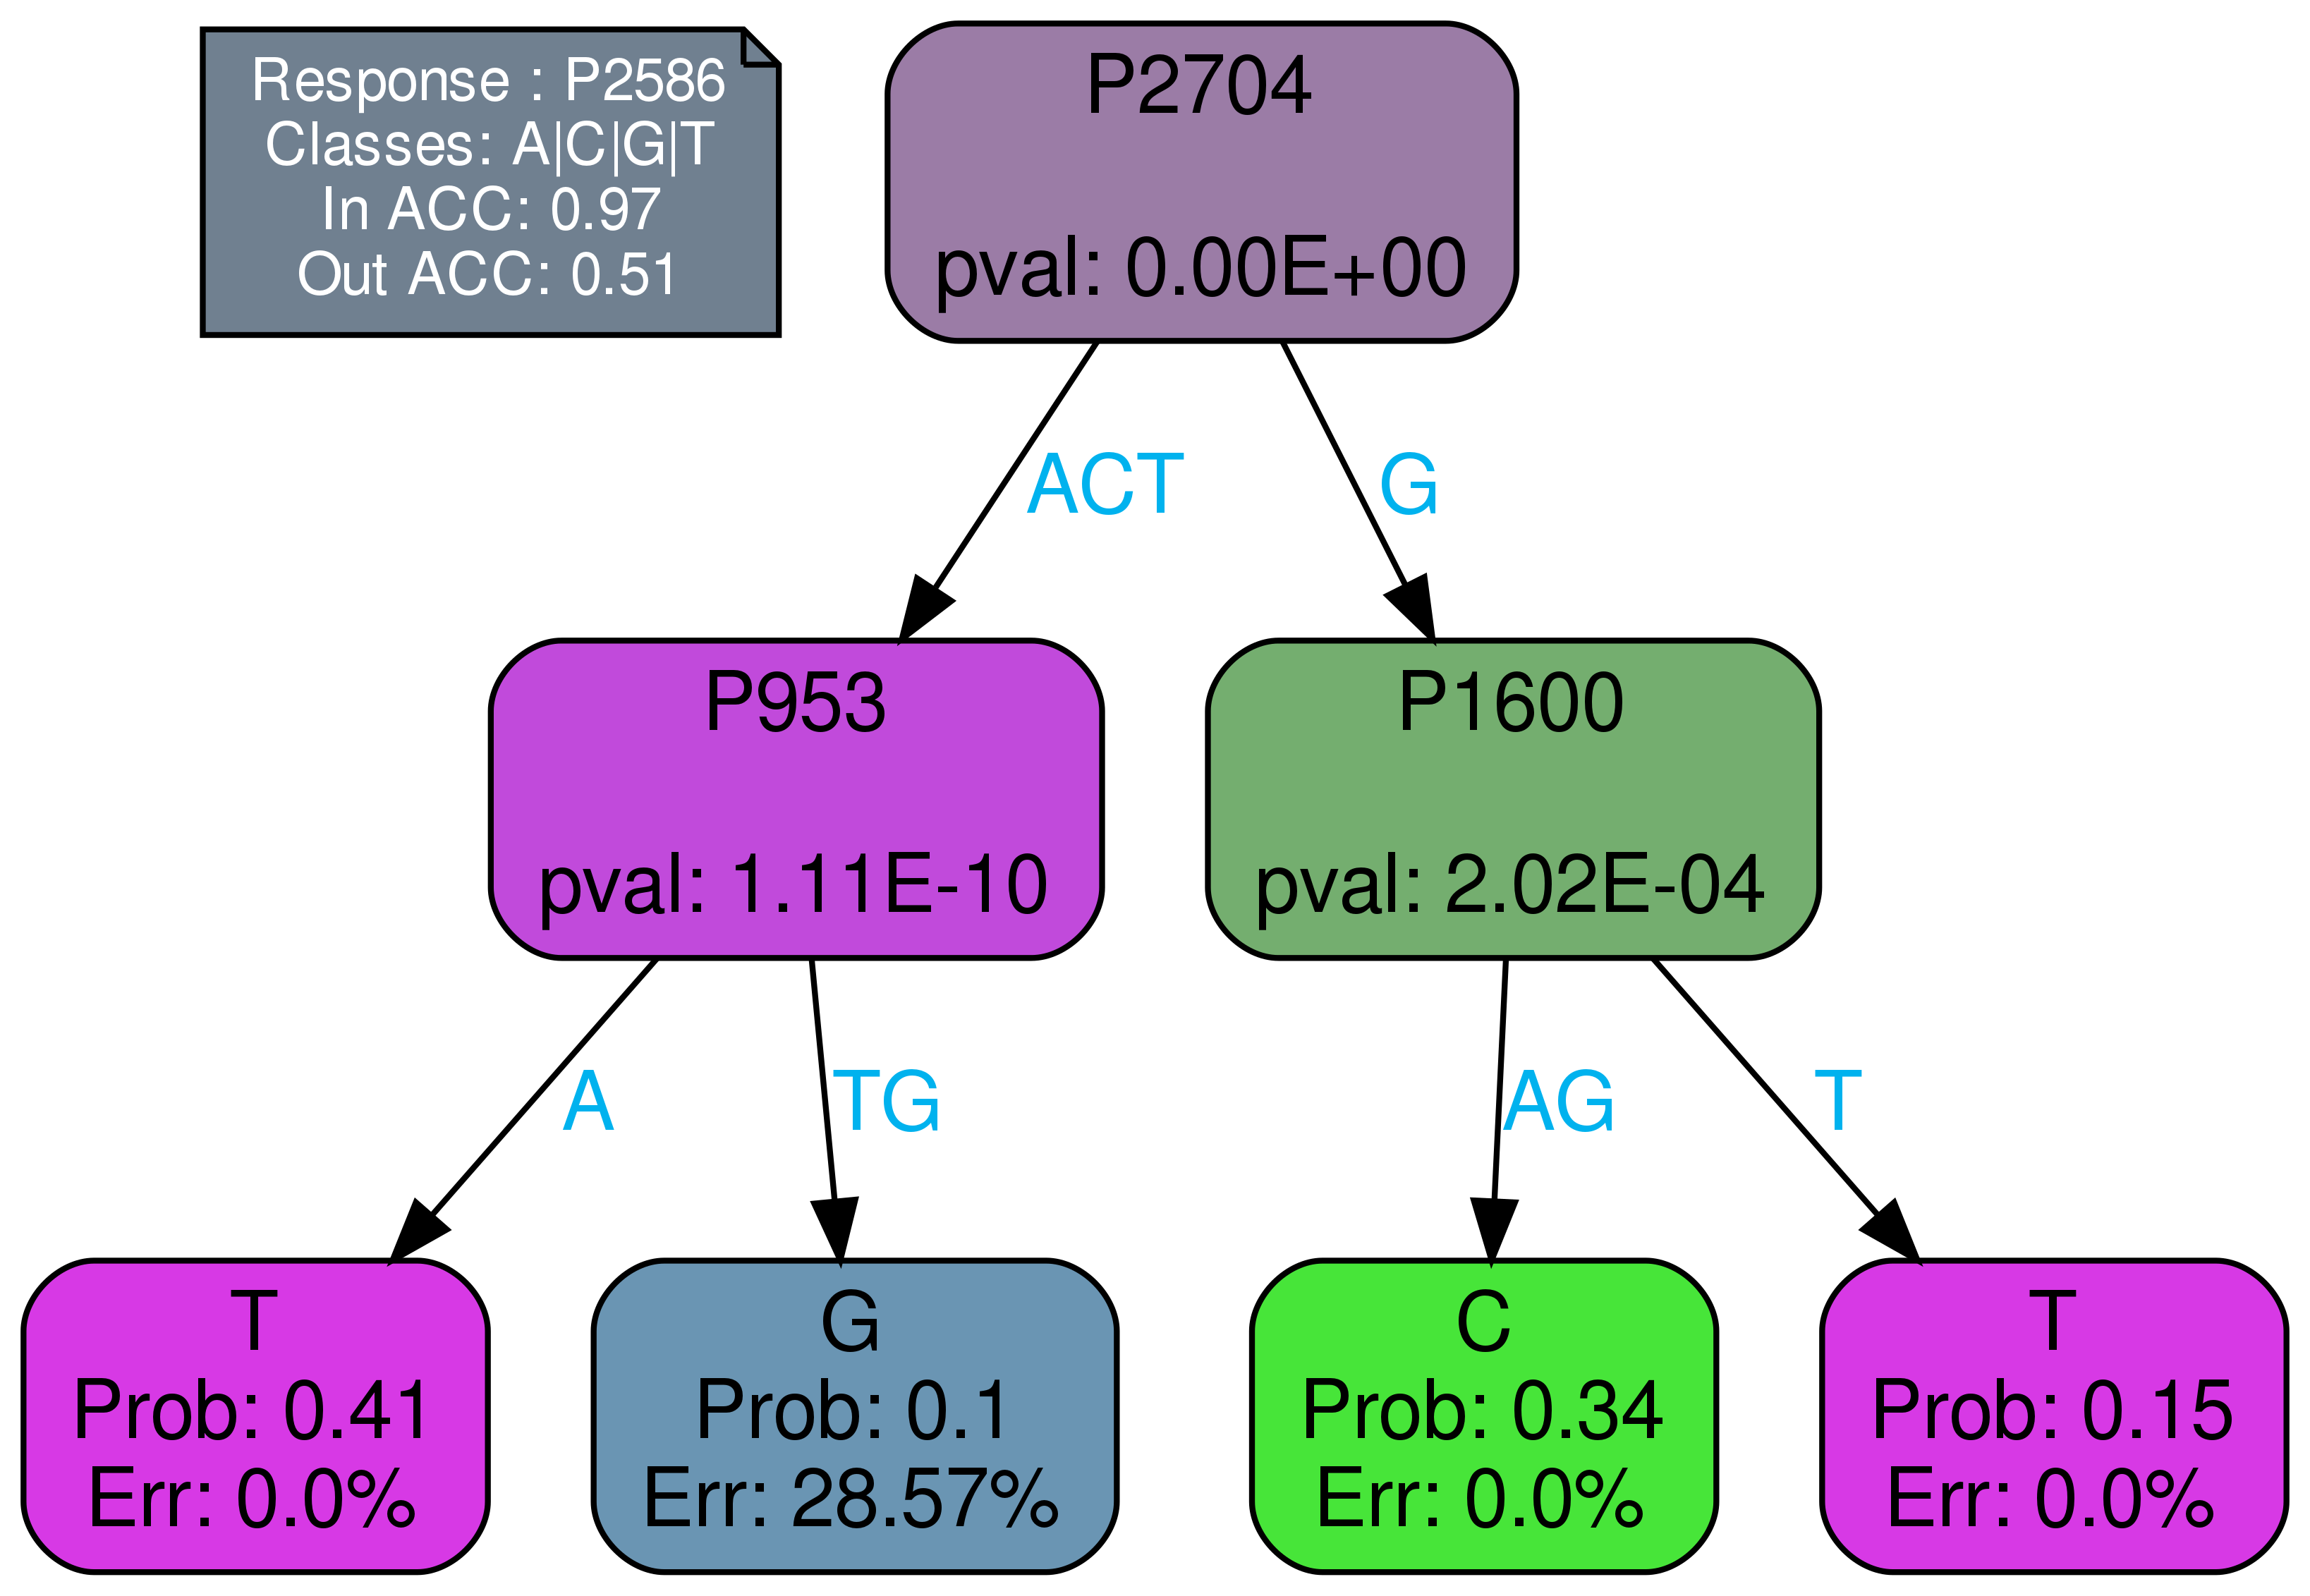 Response : P2586
Classes: A|C|G|T
In ACC: 0.97
Out ACC: 0.51
P2704
pval: 0.00E+00
ACT
G
P953
pval: 1.11E-10
P1600
pval: 2.02E-04
A
TG
AG
T
T
Prob: 0.41
Err: 0.0%
G
Prob: 0.1
Err: 28.57%
C
Prob: 0.34
Err: 0.0%
T
Prob: 0.15
Err: 0.0%